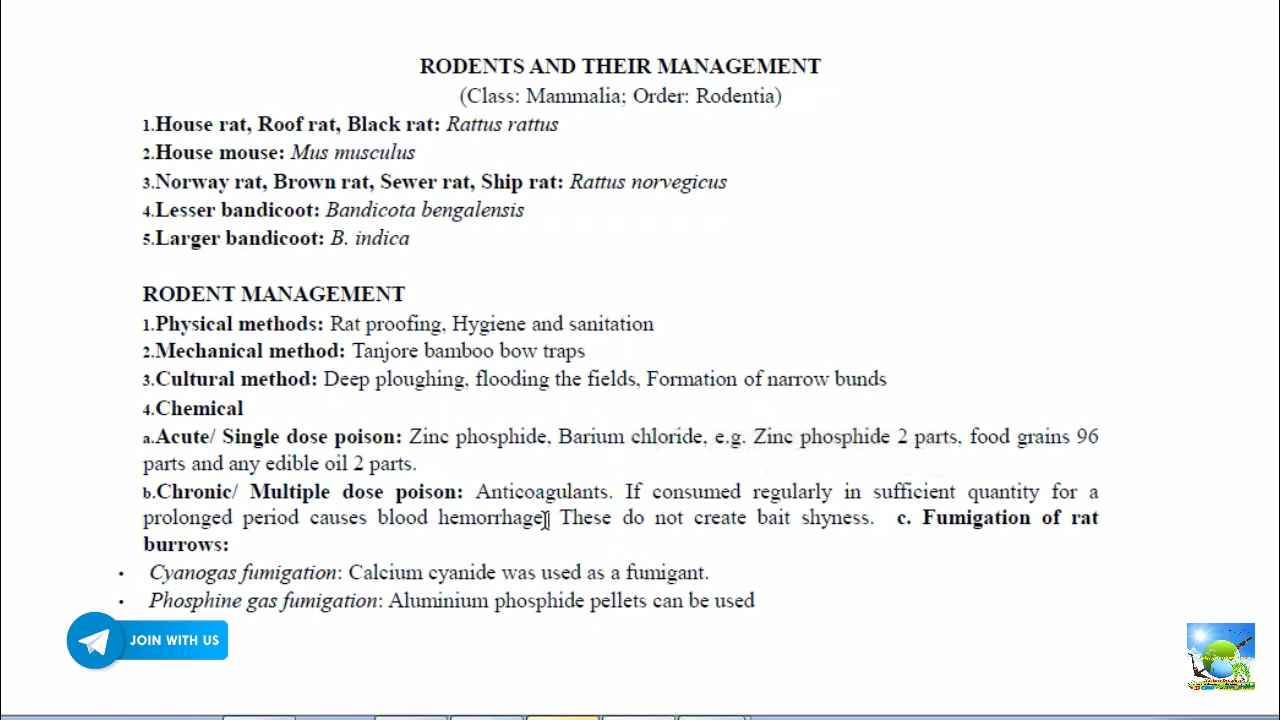 RODENTS AND THEIR MANAGEMENT
(Class: Mammalia; Order: Rodentia)
1.House rat, Roof rat, Black rat: Rattus rattus
2.House mouse: Mus musculus
3.Norway rat, Brown rat, Sewer rat, Ship rat: Rattus norvegicus
4.Lesser bandicoot: Bandicota bengalensis
5.Larger bandicoot: B. indica
RODENT MANAGEMENT
1.Physical methods: Rat proofing, Hygiene and sanitation
2.Mechanical method: Tanjore bamboo bow traps
3.Cultural method: Deep ploughing, flooding the fields, Formation of narrow bunds
4.Chemical
a.Acute/ Single dose poison: Zinc phosphide, Barium chloride, e.g. Zinc phosphide 2 parts, food grains 96
parts and any edible oil 2 parts.
b.Chronic/ Multiple dose poison: Anticoagulants. If consumed regularly in sufficient quantity for a
prolonged period causes blood hemorrhage. These do not create bait shyness. c. Fumigation of rat
burrows:
• Cyanogas fumigation: Calcium cyanide was used as a fumigant.
• Phosphine gas fumigation: Aluminium phosphide pellets can be used
JOIN WITH US